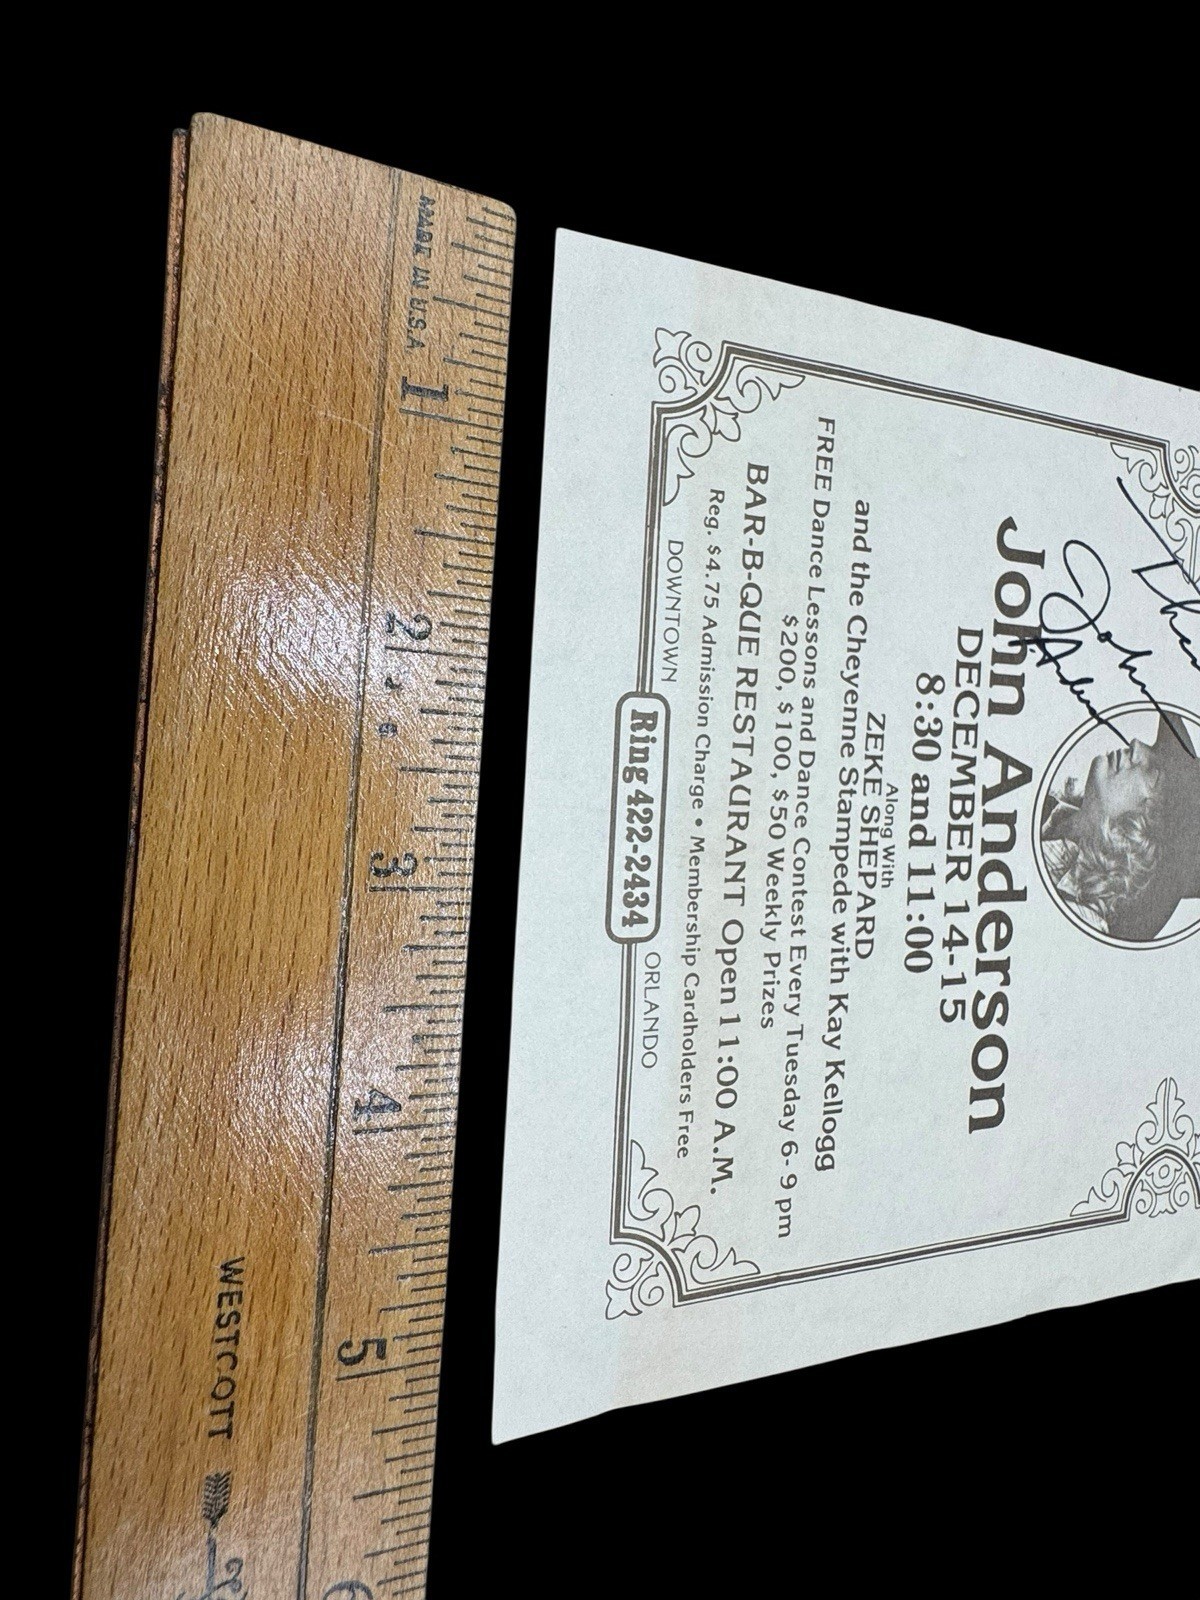 MADE IN U.S.A
1
2
3
4
5
6
WESTCOTT
John
John Anderson
DECEMBER 14-15
8:30 and 11:00
Along With
ZEKE SHEPARD
and the Cheyenne Stampede with Kay Kellogg
FREE Dance Lessons and Dance Contest Every Tuesday 6-9 pm
$200, $100, $50 Weekly Prizes
BAR-B-QUE RESTAURANT Open 11:00 A.M.
Reg. $4.75 Admission Charge • Membership Cardholders Free
DOWNTOWN Ring 422-2434 ORLANDO